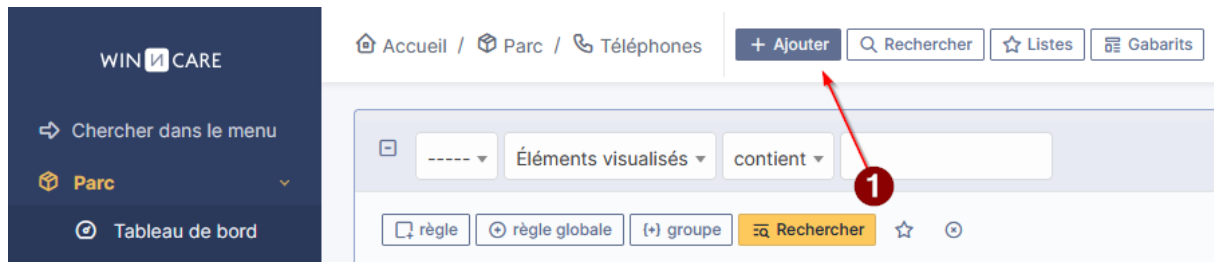 WIN CARE
Accueil / Parc / Téléphones
+ Ajouter
Rechercher
Listes
Gabarits
Chercher dans le menu
Parc
Tableau de bord
----- Éléments visualisés contient
1
règle
règle globale
{+} groupe
Rechercher